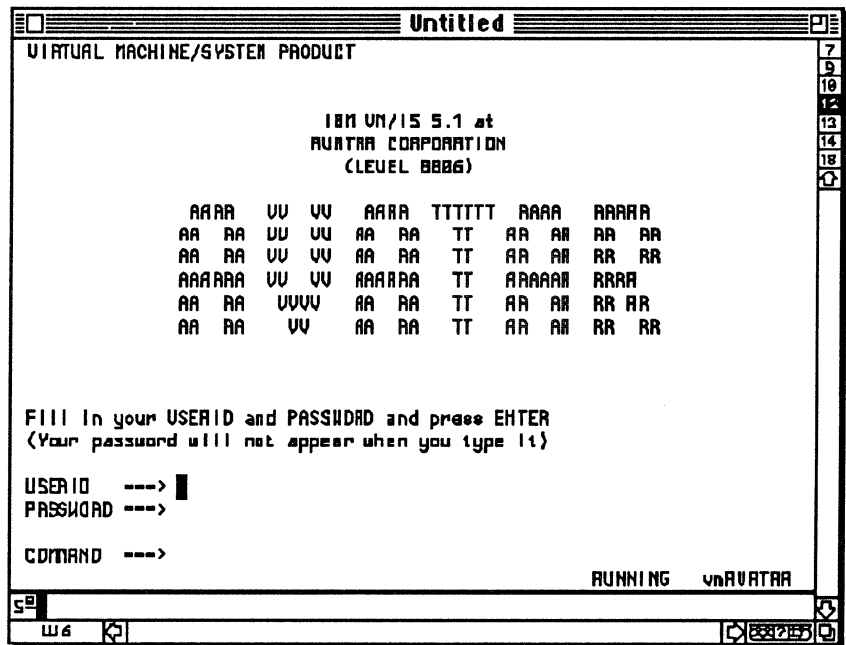 Untitled
VIRTUAL MACHINE/SYSTEM PRODUCT
7
9
10
12
13
14
18
IBM VM/IS 5.1 at
AVATAR CORPORATION
(LEVEL 8806)
AAAA VV VV AAAA TTTTTT AAAA AAAAA
AA AA VV VV AA AA TT AA AA AA AA
AA AA VV VV AA AA TT AA AA RR RR
AAAAAA VV VV AAAAAA TT AAAAAA RRRR
AA AA VVVV AA AA TT AA AA RR RR
AA AA VV AA AA TT AA AA RR RR
Fill in your USERID and PASSWORD and press ENTER
(Your password will not appear when you type it)
USERID --->
PASSWORD --->
COMMAND --->
RUNNING vmAVATAR